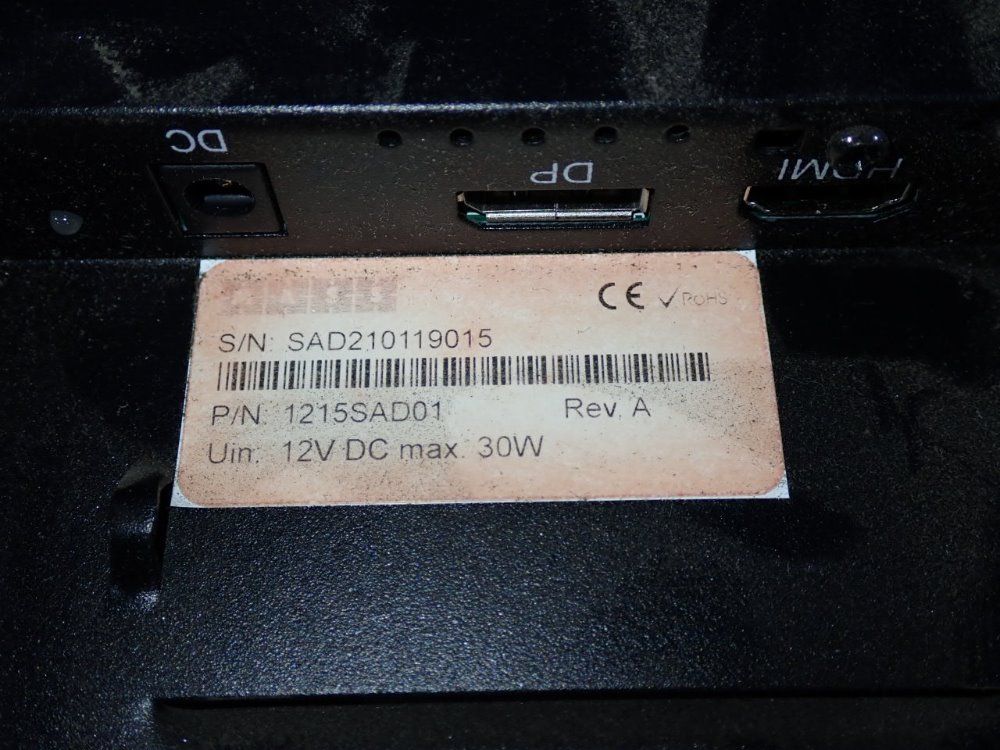 DC
DP
HDMI
CE ✓ROHS
S/N: SAD210119015
P/N: 1215SAD01 Rev. A
Uin: 12V DC max. 30W